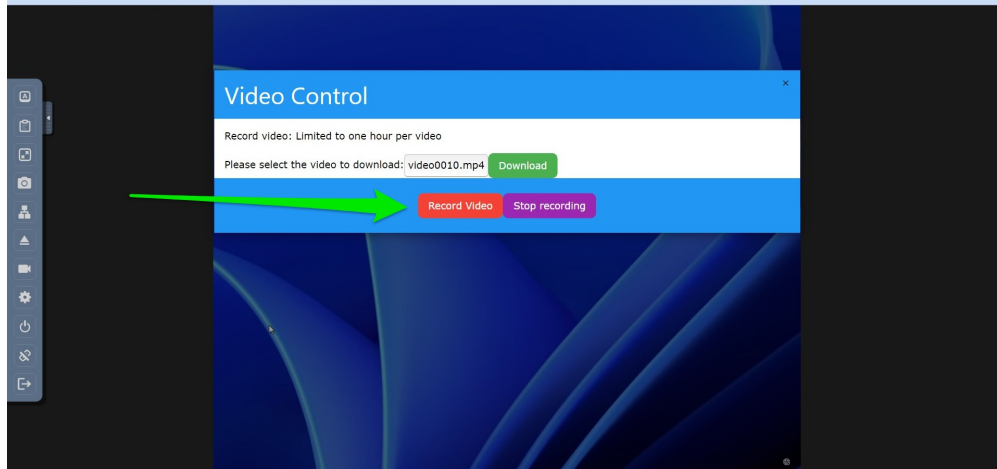 Video Control
×
Record video: Limited to one hour per video
Please select the video to download: video0010.mp4 Download
Record Video Stop recording